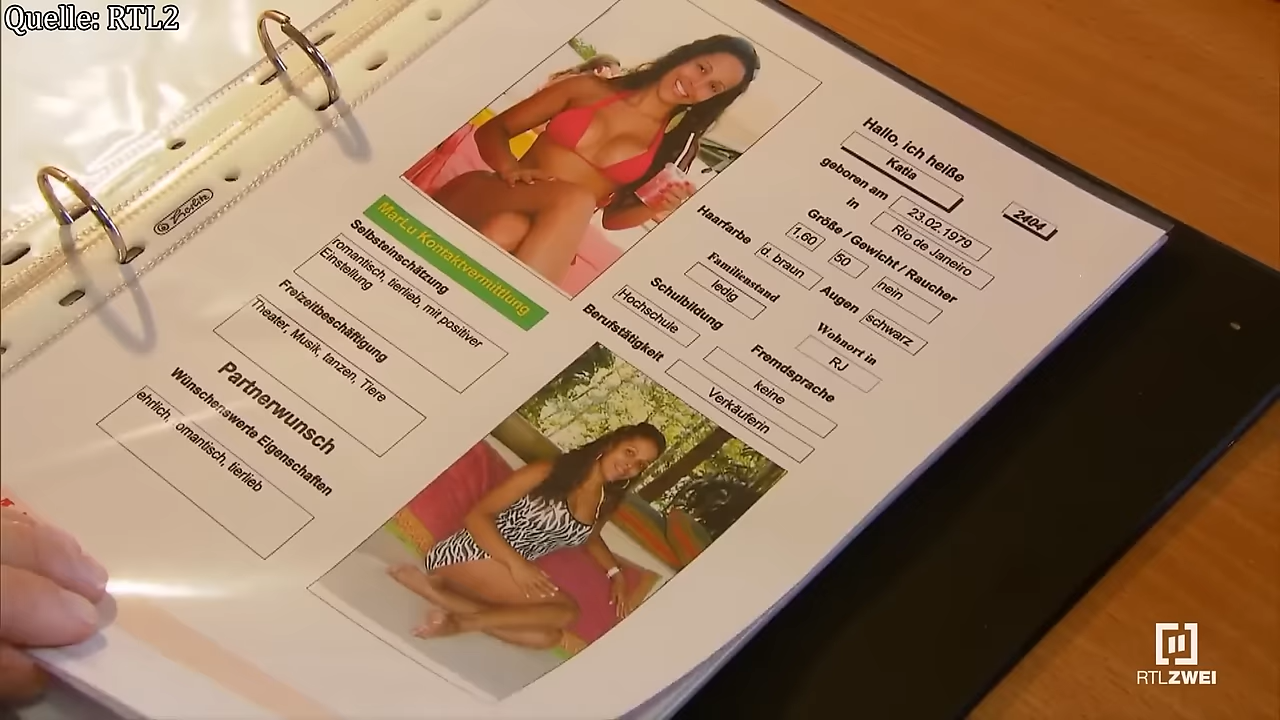 Quelle: RTL2
Hallo, ich heiße
Katia
2404
geboren am
23.02.1979
in
Rio de Janeiro
Größe / Gewicht / Raucher
1.60
50
nein
Haarfarbe
d. braun
Augen
schwarz
Familienstand
ledig
Wohnort in
RJ
Schulbildung
Hochschule
Fremdsprache
keine
Berufstätigkeit
Verkäuferin
MarLu Kontaktvermittlung
Selbsteinschätzung
romantisch, tierlieb, mit positiver
Einstellung
Freizeitbeschäftigung
Theater, Musik, tanzen, Tiere
Partnerwunsch
Wünschenswerte Eigenschaften
ehrlich, romantisch, tierlieb
Herlitz
RTLZWEI